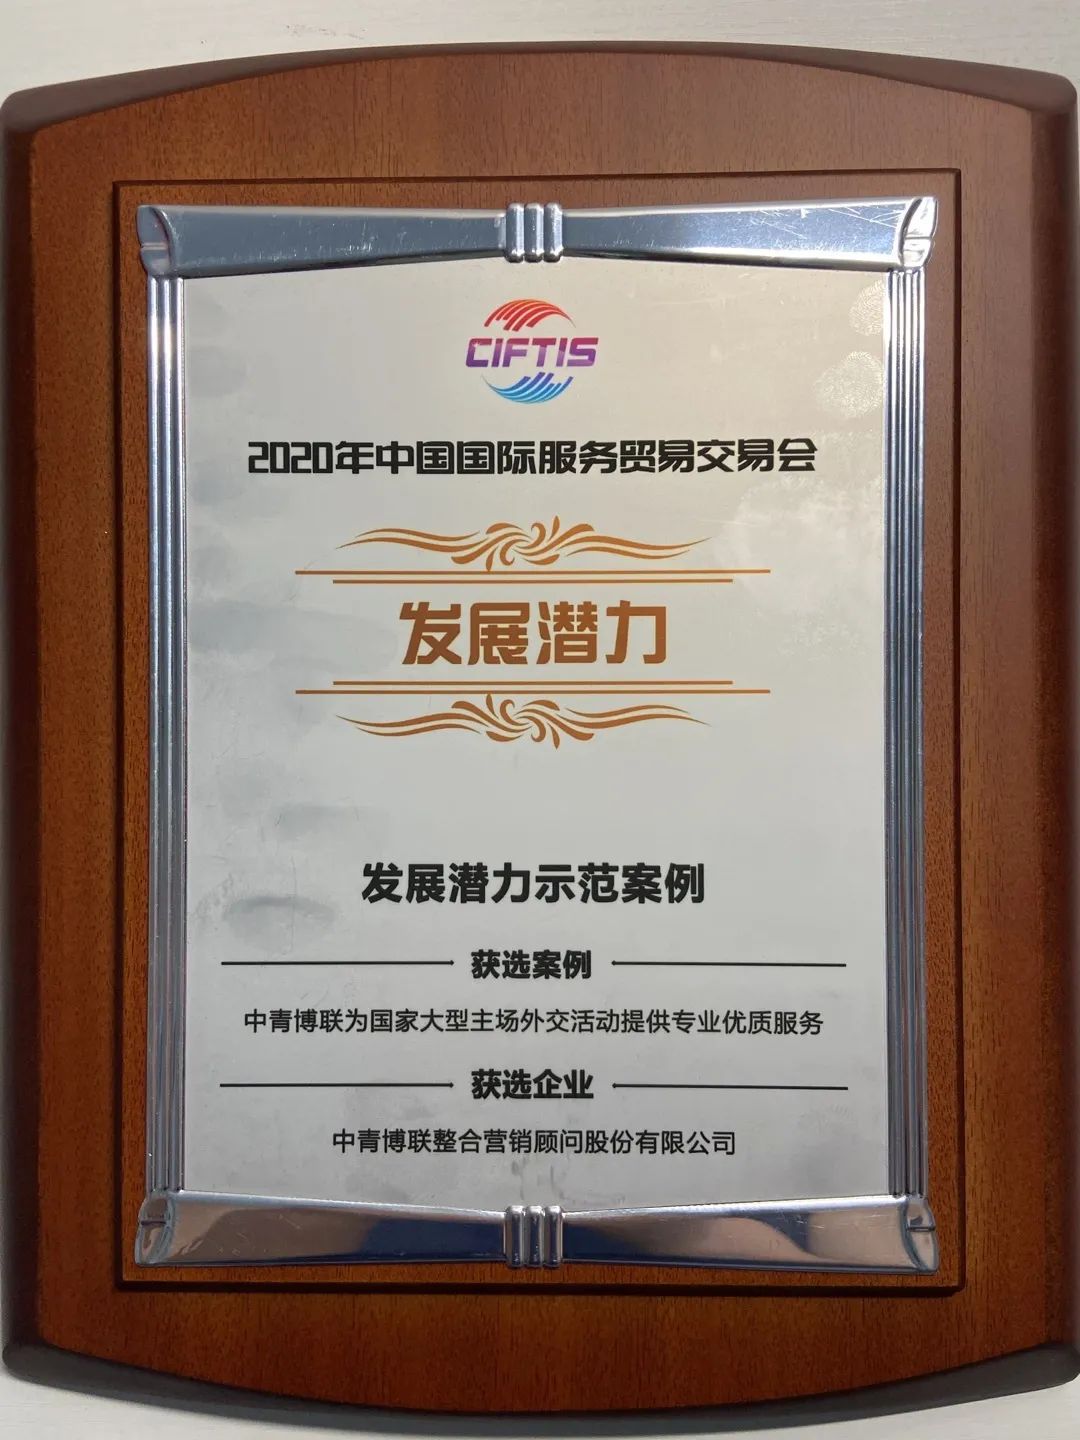 CIFTIS
2020年中国国际服务贸易交易会
发展潜力
发展潜力示范案例
获选案例
中青博联为国家大型主场外交活动提供专业优质服务
获选企业
中青博联整合营销顾问股份有限公司